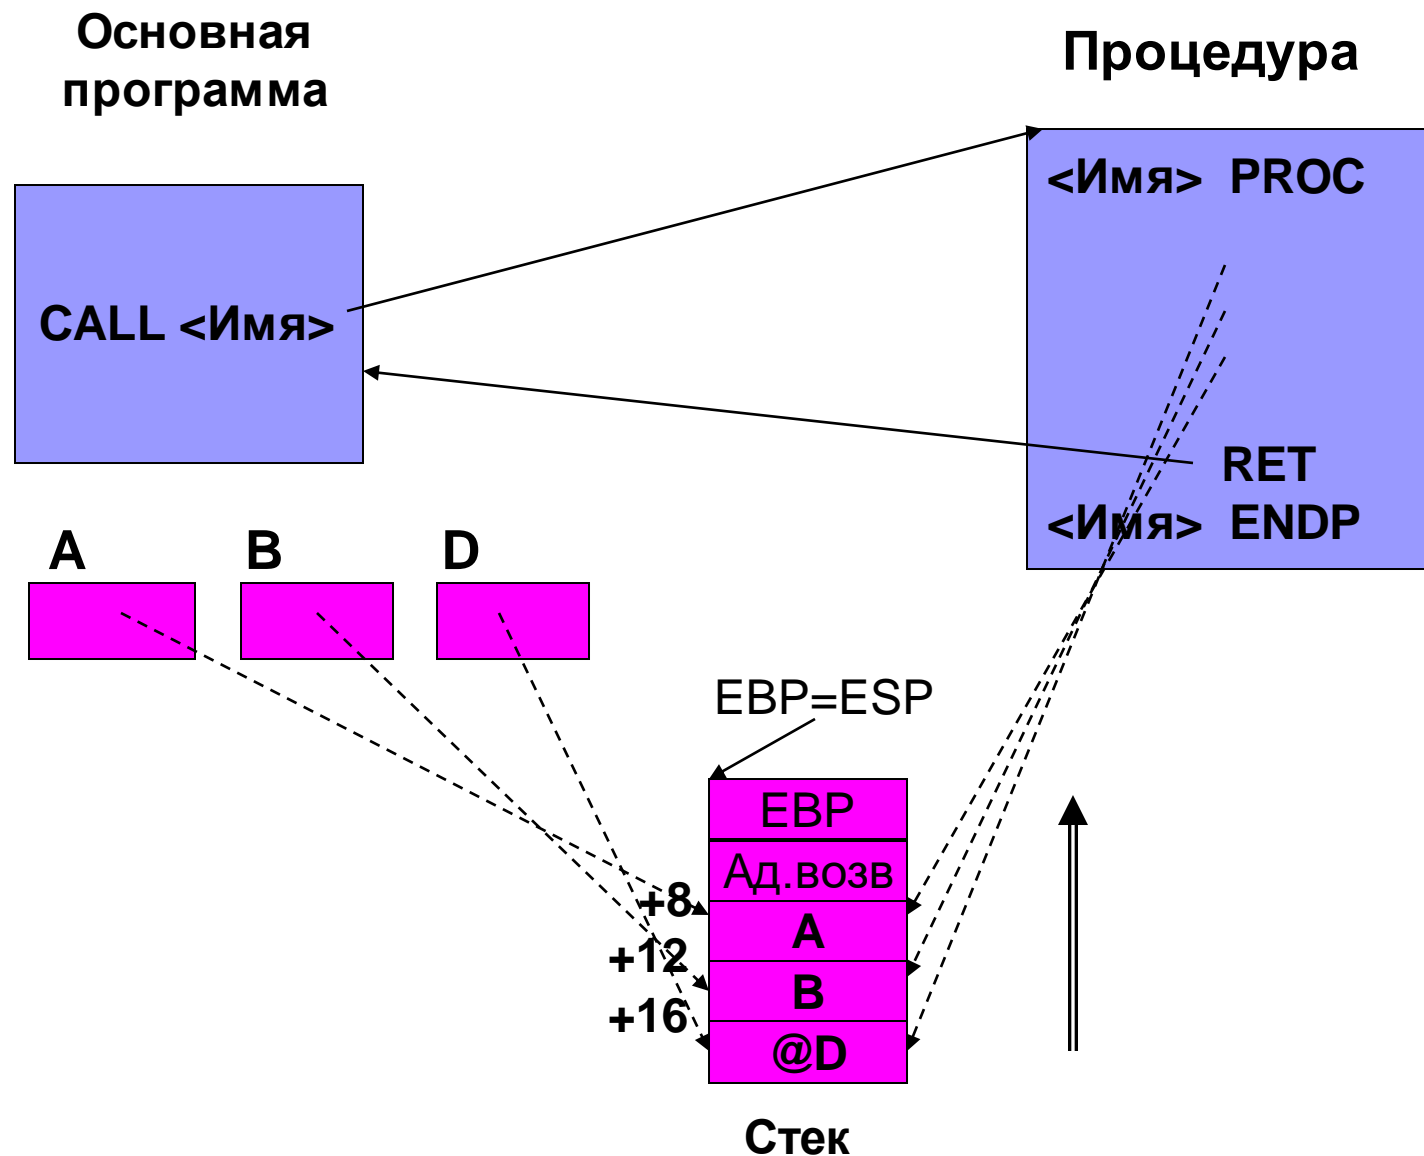 Основная
программа
Процедура
<Имя> PROC
CALL <Имя>
RET
<Имя> ENDP
A B D
EBP=ESP
EBP
Ад.возв
+8
A
+12
B
+16
@D
Стек